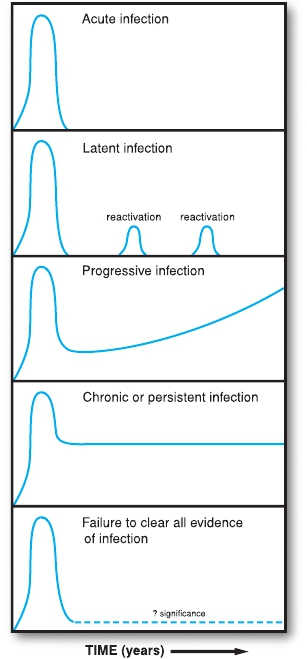 Acute infection
Latent infection
reactivation reactivation
Progressive infection
Chronic or persistent infection
Failure to clear all evidence
of infection
? significance
TIME (years)